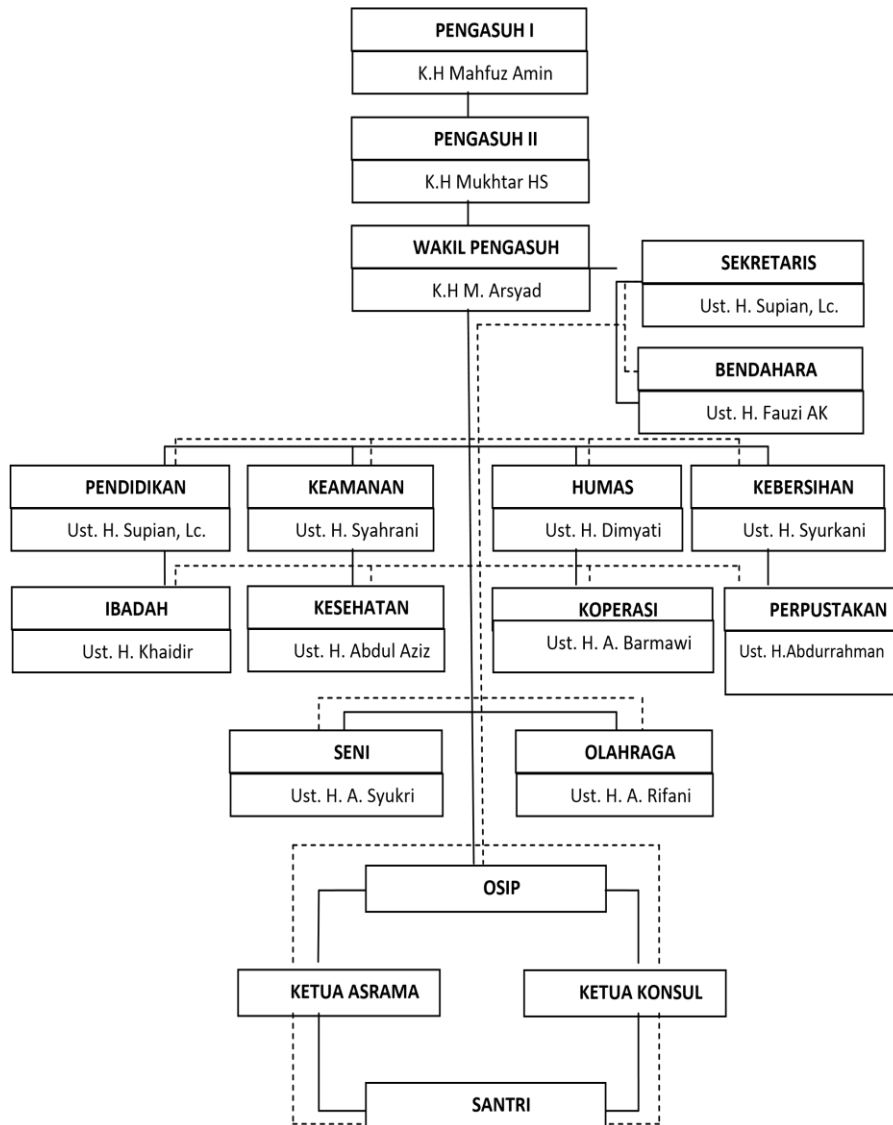 PENGASUH I
K.H Mahfuz Amin
PENGASUH II
K.H Mukhtar HS
WAKIL PENGASUH
K.H M. Arsyad
SEKRETARIS
Ust. H. Supian, Lc.
BENDAHARA
Ust. H. Fauzi AK
PENDIDIKAN
Ust. H. Supian, Lc.
KEAMANAN
Ust. H. Syahrani
HUMAS
Ust. H. Dimyati
KEBERSIHAN
Ust. H. Syurkani
IBADAH
Ust. H. Khaidir
KESEHATAN
Ust. H. Abdul Aziz
KOPERASI
Ust. H. A. Barmawi
PERPUSTAKAN
Ust. H.Abdurrahman
SENI
Ust. H. A. Syukri
OLAHRAGA
Ust. H. A. Rifani
OSIP
KETUA ASRAMA
KETUA KONSUL
SANTRI